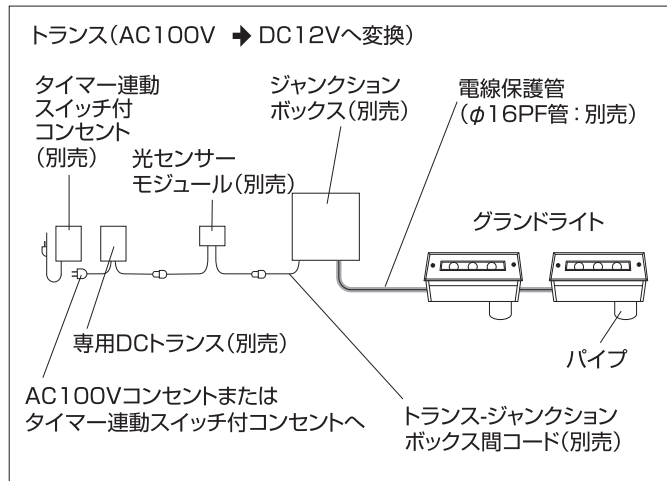 トランス(AC100V ➜ DC12Vへ変換)
タイマー連動
スイッチ付
コンセント
(別売)
光センサー
モジュール(別売)
ジャンクション
ボックス(別売)
電線保護管
(φ16PF管:別売)
グランドライト
専用DCトランス(別売)
パイプ
AC100Vコンセントまたは
タイマー連動スイッチ付コンセントへ
トランス-ジャンクション
ボックス間コード(別売)